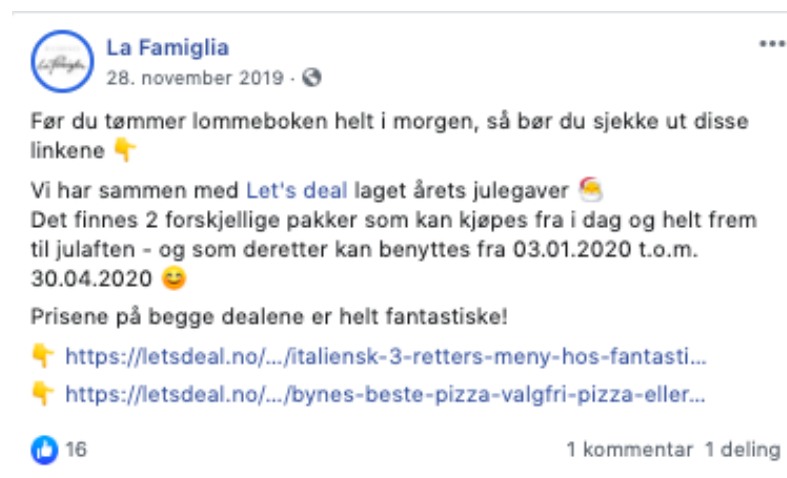 La Famiglia
28. november 2019 ·
Før du tømmer lommeboken helt i morgen, så bør du sjekke ut disse
linkene 👇
Vi har sammen med Let's deal laget årets julegaver 🎅
Det finnes 2 forskjellige pakker som kan kjøpes fra i dag og helt frem
til julaften - og som deretter kan benyttes fra 03.01.2020 t.o.m.
30.04.2020 😊
Prisene på begge dealene er helt fantastiske!
👇 https://letsdeal.no/.../italiensk-3-retters-meny-hos-fantasti...
👇 https://letsdeal.no/.../bynes-beste-pizza-valgfri-pizza-eller...
16
1 kommentar 1 deling